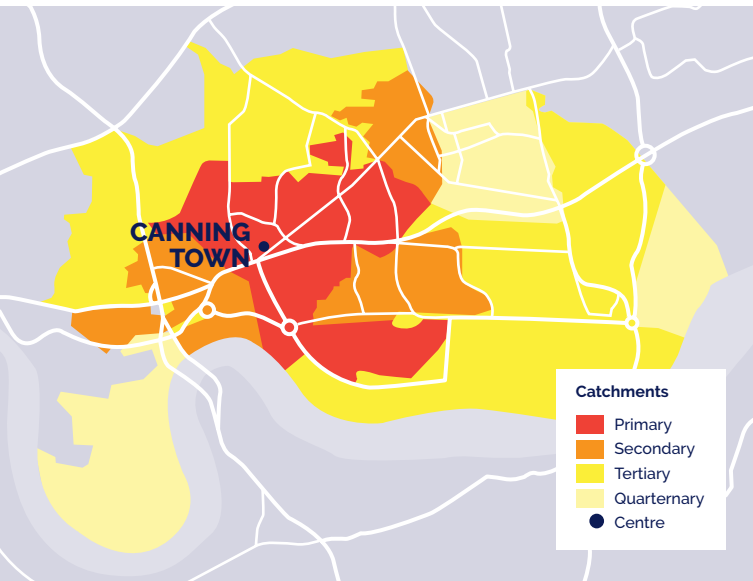 CANNING
TOWN
Catchments
Primary
Secondary
Tertiary
Quarternary
Centre